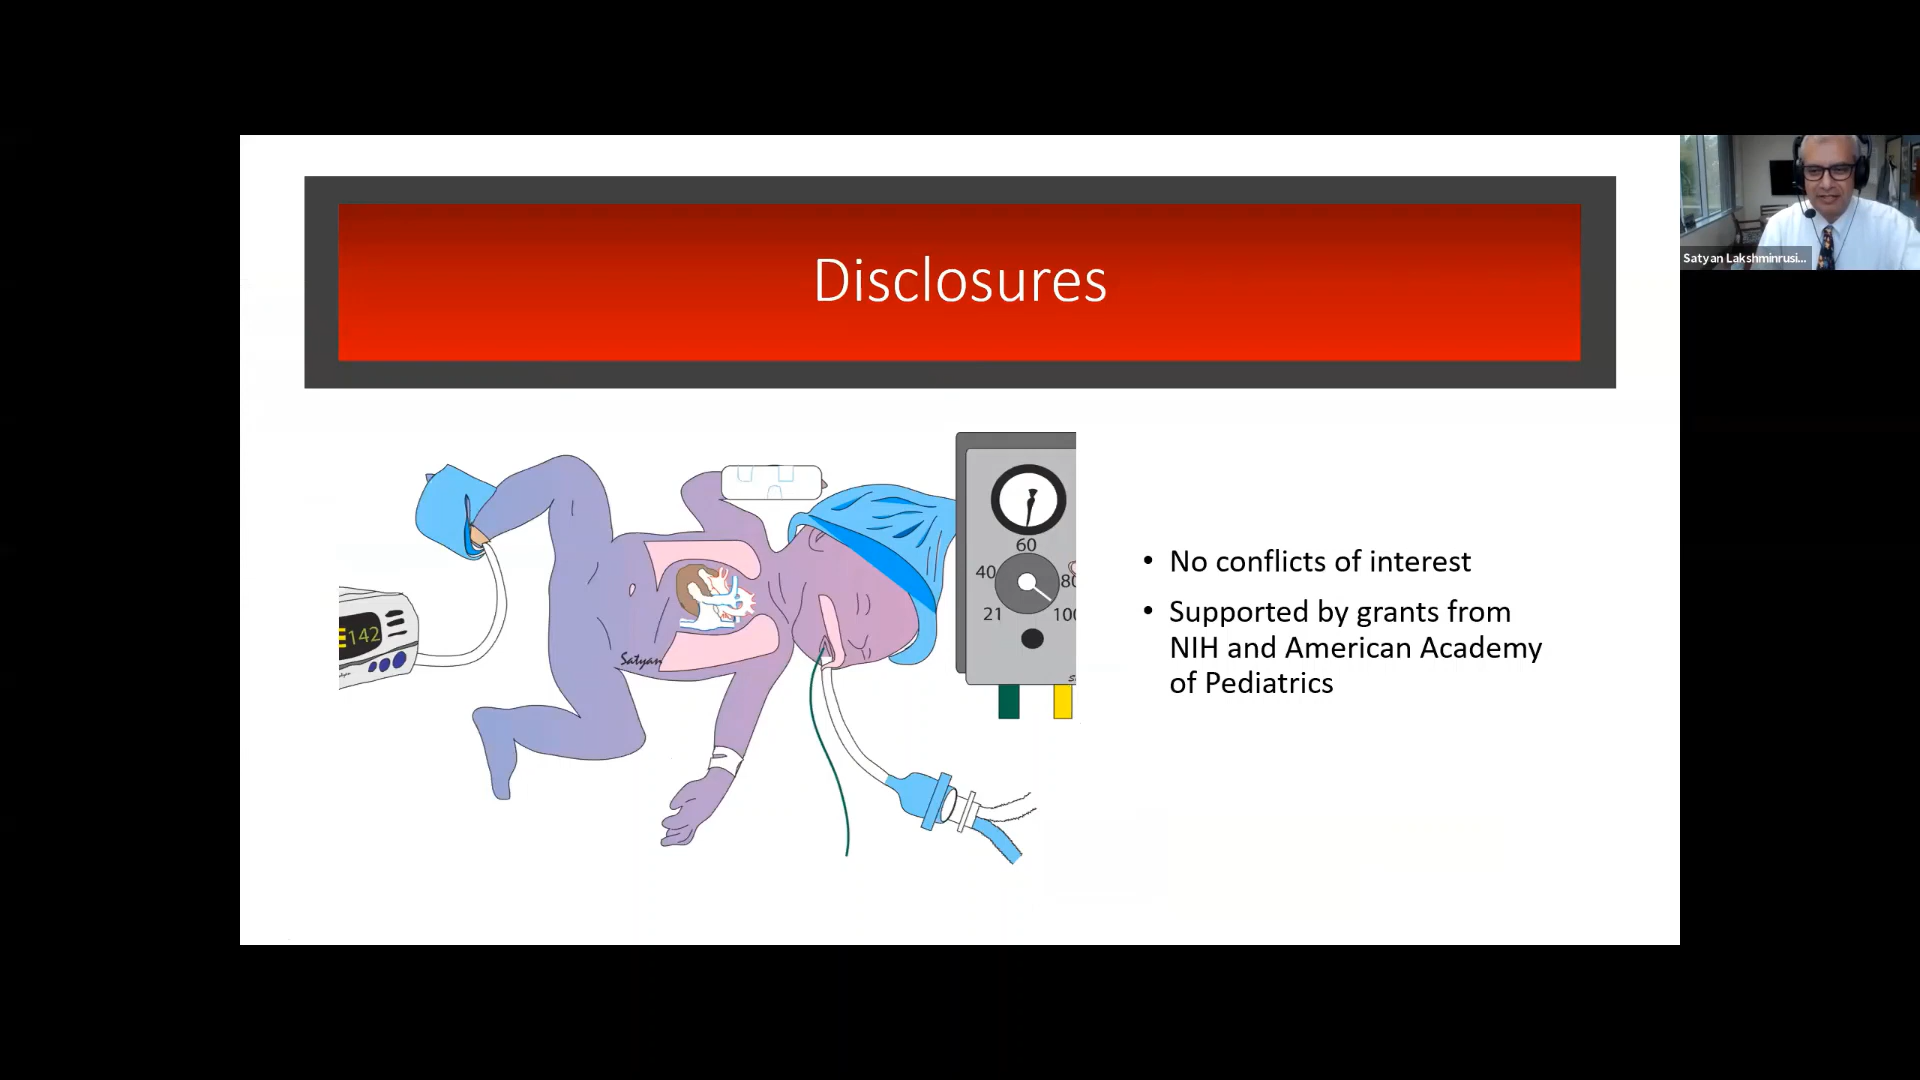 Disclosures
Satyan Lakshminrusi...
60
40
80
21
100
142
Satyan
• No conflicts of interest
• Supported by grants from
NIH and American Academy
of Pediatrics